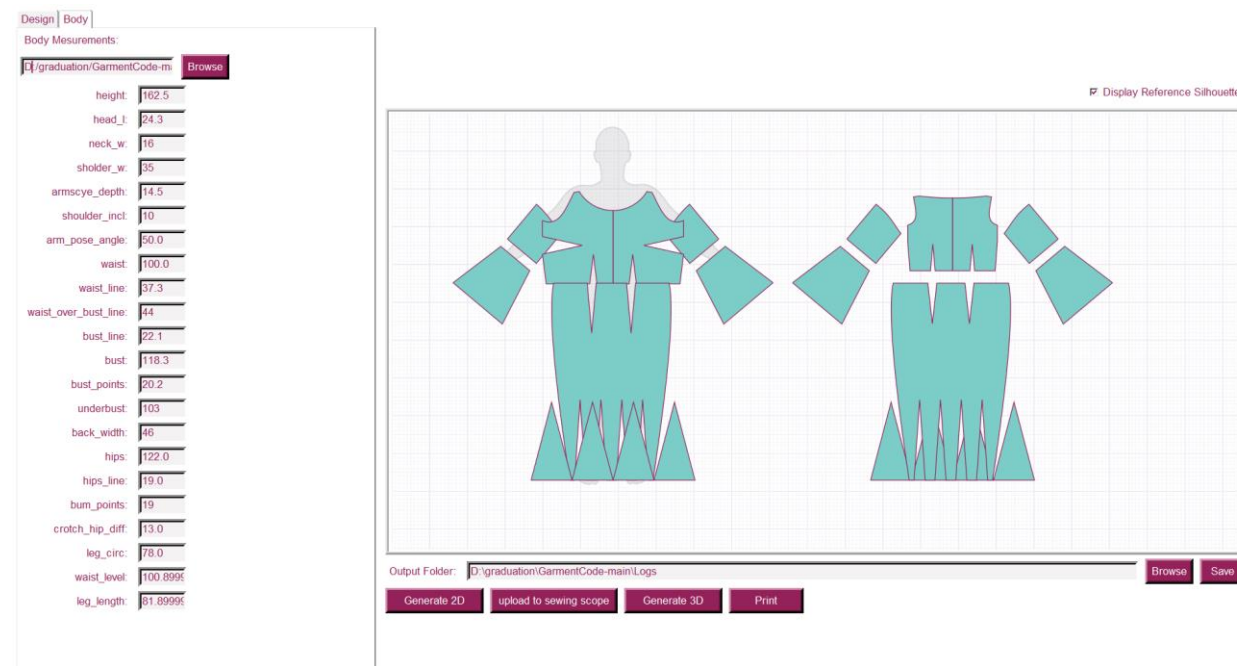 Design Body
Body Mesurements:
D:/graduation/GarmentCode-m Browse
Display Reference Silhouette
height: 162.5
head_l: 24.3
neck_w: 16
sholder_w: 35
armscye_depth: 14.5
shoulder_incl: 10
arm_pose_angle: 50.0
waist: 100.0
waist_line: 37.3
waist_over_bust_line: 44
bust_line: 22.1
bust: 118.3
bust_points: 20.2
underbust: 103
back_width: 46
hips: 122.0
hips_line: 19.0
bum_points: 19
crotch_hip_diff: 13.0
leg_circ: 78.0
waist_level: 100.8999
leg_length: 81.89999
Output Folder: D:\graduation\GarmentCode-main\Logs Browse Save
Generate 2D upload to sewing scope Generate 3D Print